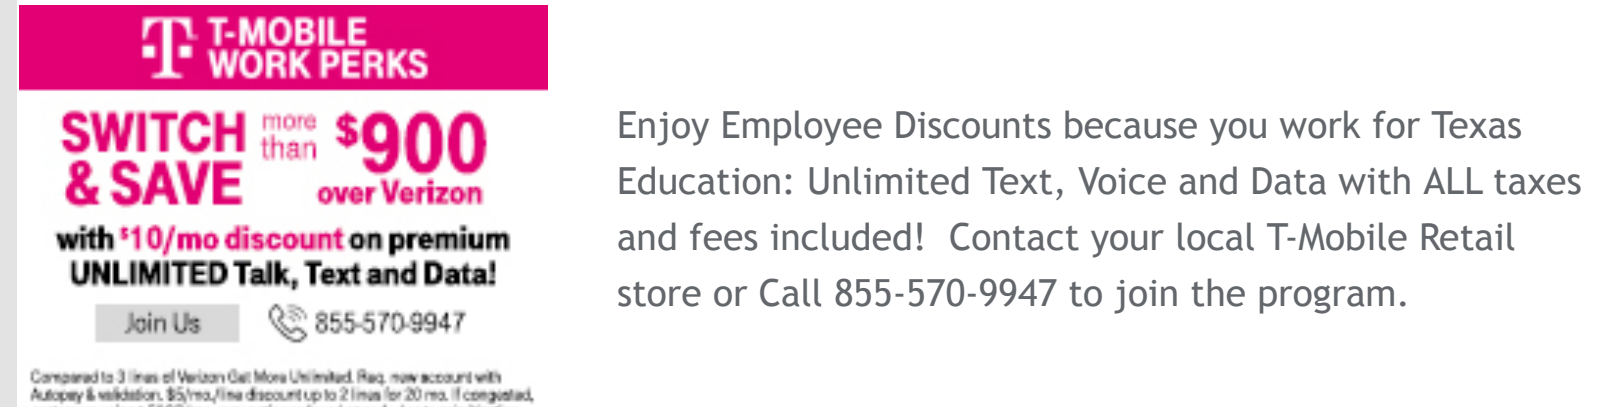 T-MOBILE
WORK PERKS
SWITCH
& SAVE
more
than
$900
over Verizon
with $10/mo discount on premium
UNLIMITED Talk, Text and Data!
Join Us
855-570-9947
Compared to 3 lines of Verizon Get More Unlimited. Req. new account with
Autopay & validation. $5/mo./line discount up to 2 lines for 20 mo. If congested,
Enjoy Employee Discounts because you work for Texas
Education: Unlimited Text, Voice and Data with ALL taxes
and fees included!  Contact your local T-Mobile Retail
store or Call 855-570-9947 to join the program.